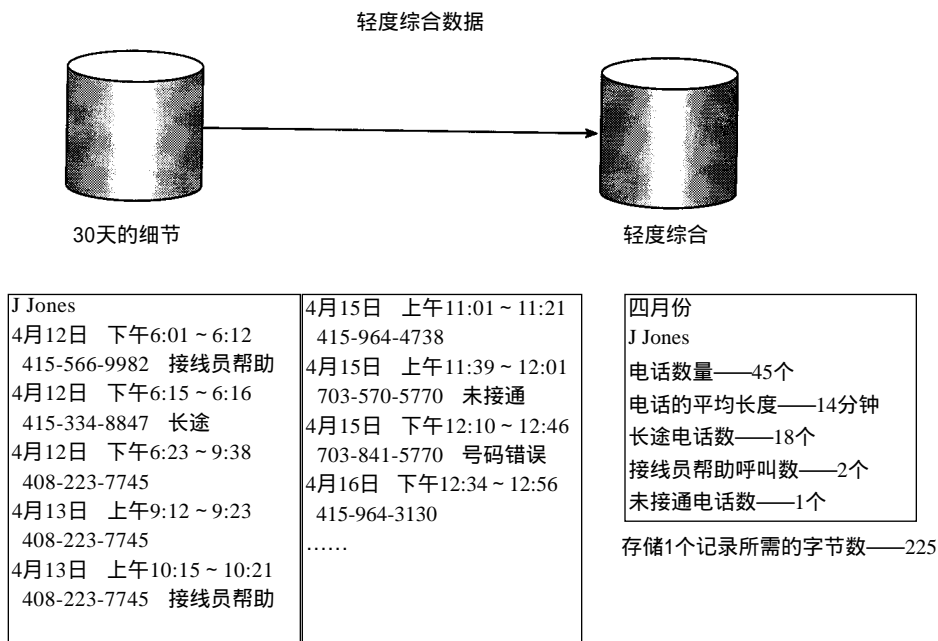 轻度综合数据
30天的细节
轻度综合
J Jones
4月12日 下午6:01～6:12
415-566-9982 接线员帮助
4月12日 下午6:15～6:16
415-334-8847 长途
4月12日 下午6:23～9:38
408-223-7745
4月13日 上午9:12～9:23
408-223-7745
4月13日 上午10:15～10:21
408-223-7745 接线员帮助
4月15日 上午11:01～11:21
415-964-4738
4月15日 上午11:39～12:01
703-570-5770 未接通
4月15日 下午12:10～12:46
703-841-5770 号码错误
4月16日 下午12:34～12:56
415-964-3130
……
四月份
J Jones
电话数量——45个
电话的平均长度——14分钟
长途电话数——18个
接线员帮助呼叫数——2个
未接通电话数——1个
存储1个记录所需的字节数——225